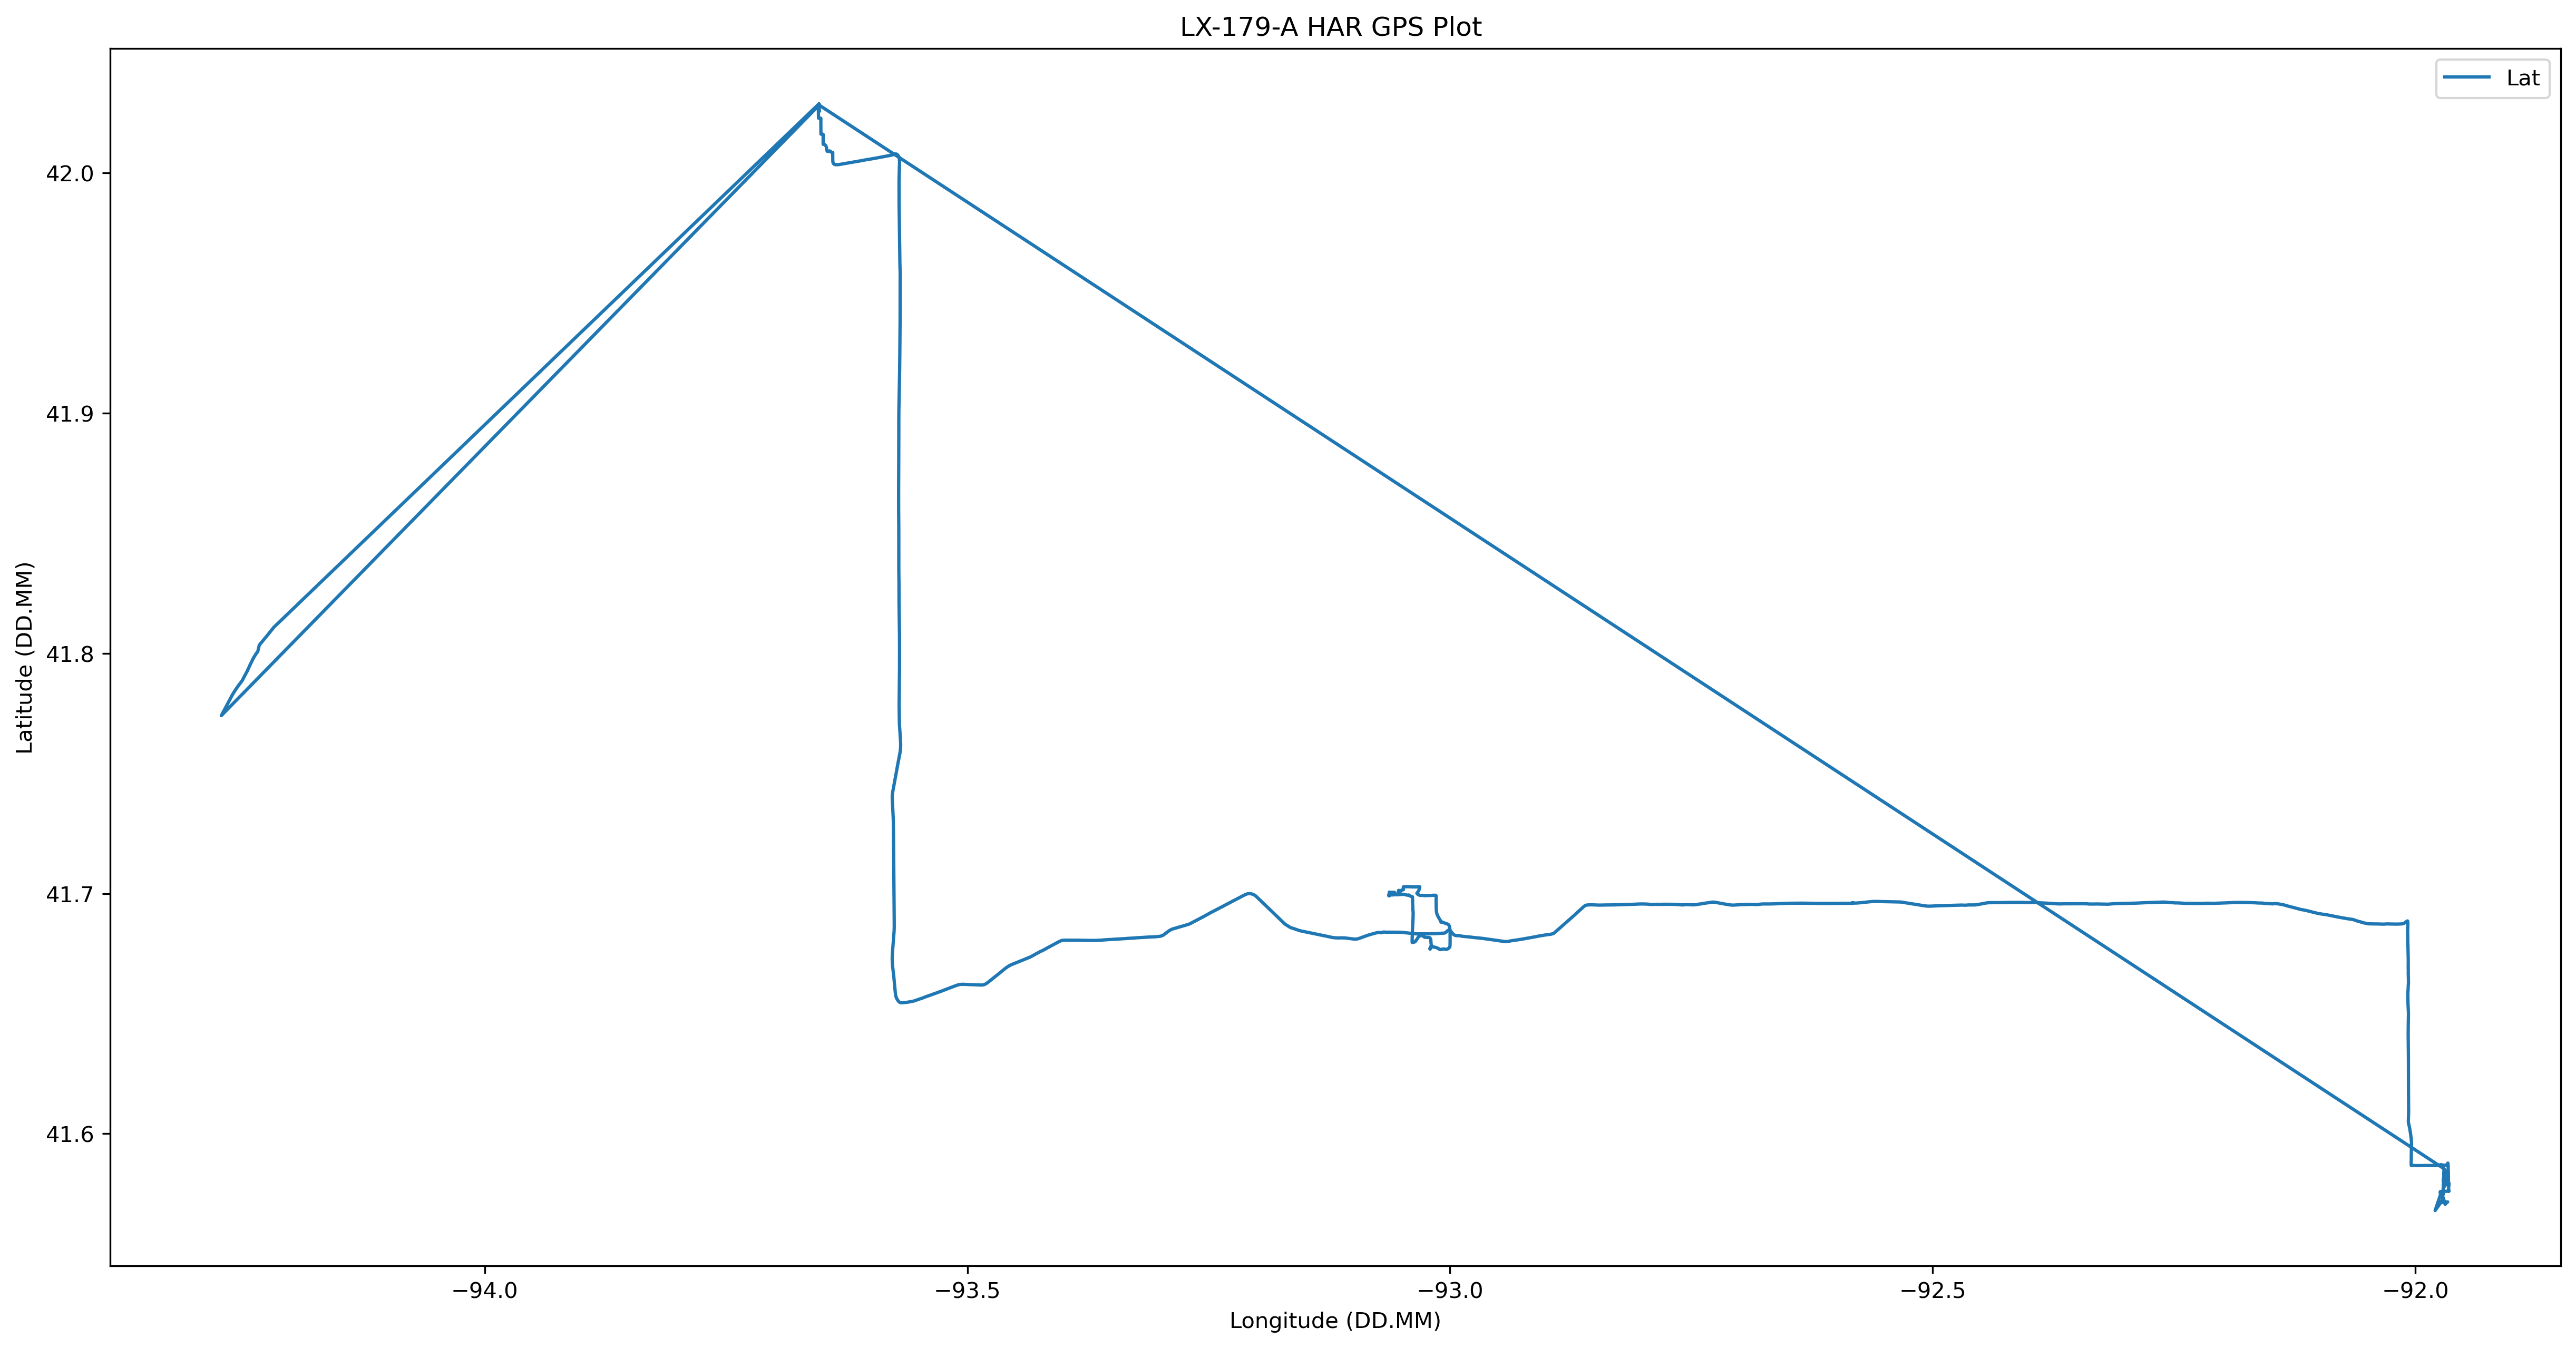 LX-179-A HAR GPS Plot
Lat
42.0
41.9
41.8
41.7
41.6
Latitude (DD.MM)
−94.0 −93.5 −93.0 −92.5 −92.0
Longitude (DD.MM)